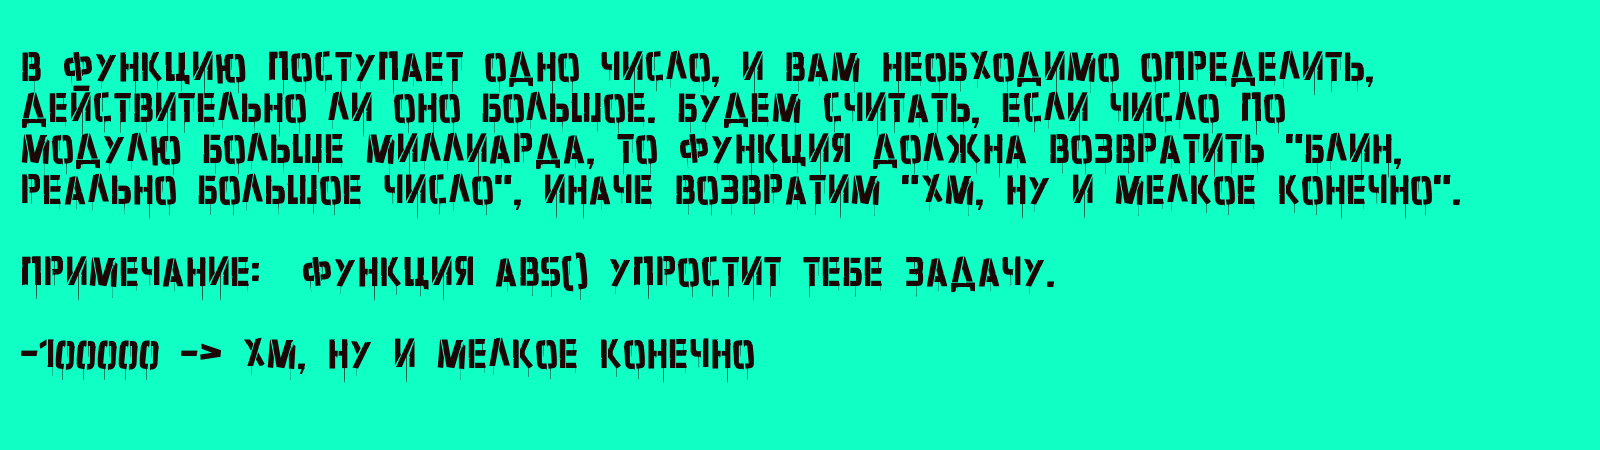 В ФУНКЦИЮ ПОСТУПАЕТ ОДНО ЧИСЛО, И ВАМ НЕОБХОДИМО ОПРЕДЕЛИТЬ,
ДЕЙСТВИТЕЛЬНО ЛИ ОНО БОЛЬШОЕ. БУДЕМ СЧИТАТЬ, ЕСЛИ ЧИСЛО ПО
МОДУЛЮ БОЛЬШЕ МИЛЛИАРДА, ТО ФУНКЦИЯ ДОЛЖНА ВОЗВРАТИТЬ "БЛИН,
РЕАЛЬНО БОЛЬШОЕ ЧИСЛО", ИНАЧЕ ВОЗВРАТИМ "ХМ, НУ И МЕЛКОЕ КОНЕЧНО".
ПРИМЕЧАНИЕ: ФУНКЦИЯ ABS() УПРОСТИТ ТЕБЕ ЗАДАЧУ.
-100000 -> ХМ, НУ И МЕЛКОЕ КОНЕЧНО